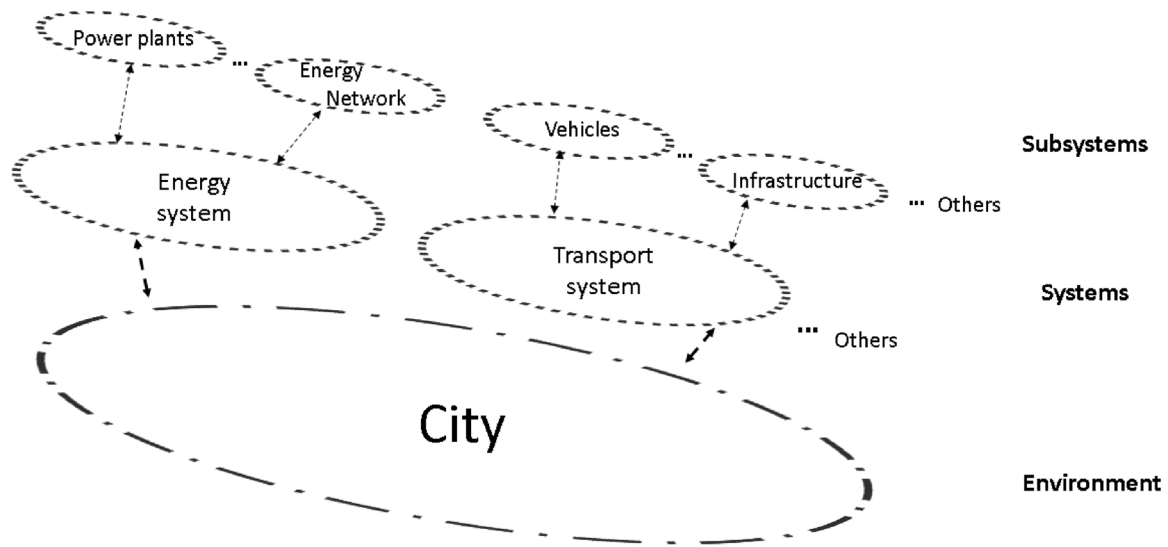 Power plants
...
Energy
Network
Vehicles
...
Infrastructure
... Others
Subsystems
Energy
system
Transport
system
... Others
Systems
City
Environment